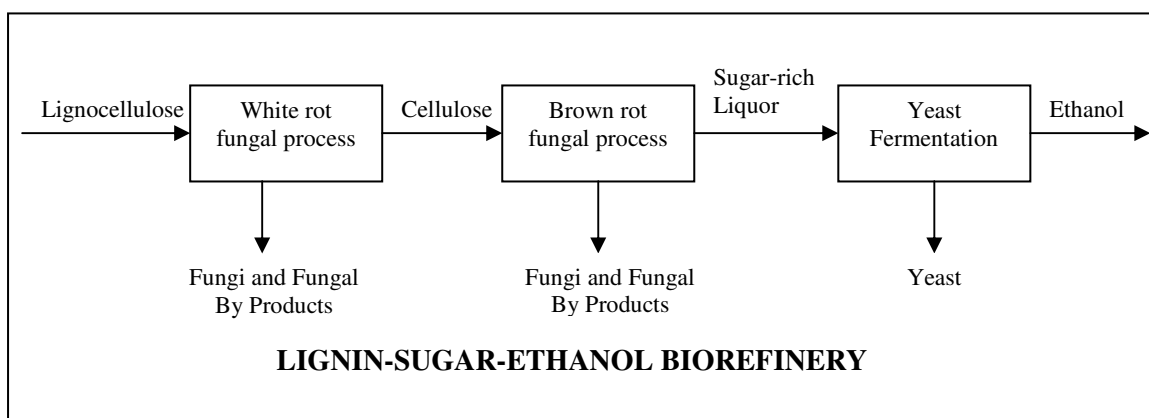 Lignocellulose
White rot
fungal process
Cellulose
Brown rot
fungal process
Sugar-rich
Liquor
Yeast
Fermentation
Ethanol
Fungi and Fungal
By Products
Fungi and Fungal
By Products
Yeast
LIGNIN-SUGAR-ETHANOL BIOREFINERY